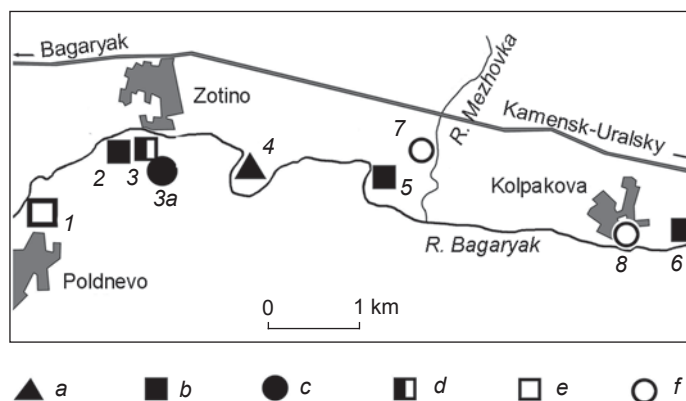 ← Bagaryak
Zotino
R. Mezhovka
Kamensk-Uralsky
→
7
4
2
3
3a
5
Kolpakova
1
R. Bagaryak
8
6
Poldnevo
0 1 km
a b c d e f